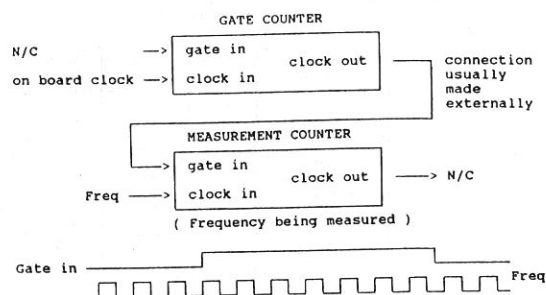 GATE COUNTER
N/C
gate in
clock out
on board clock
clock in
connection
usually
made
externally
MEASUREMENT COUNTER
gate in
clock out
N/C
Freq
clock in
( Frequency being measured )
Gate in
Freq